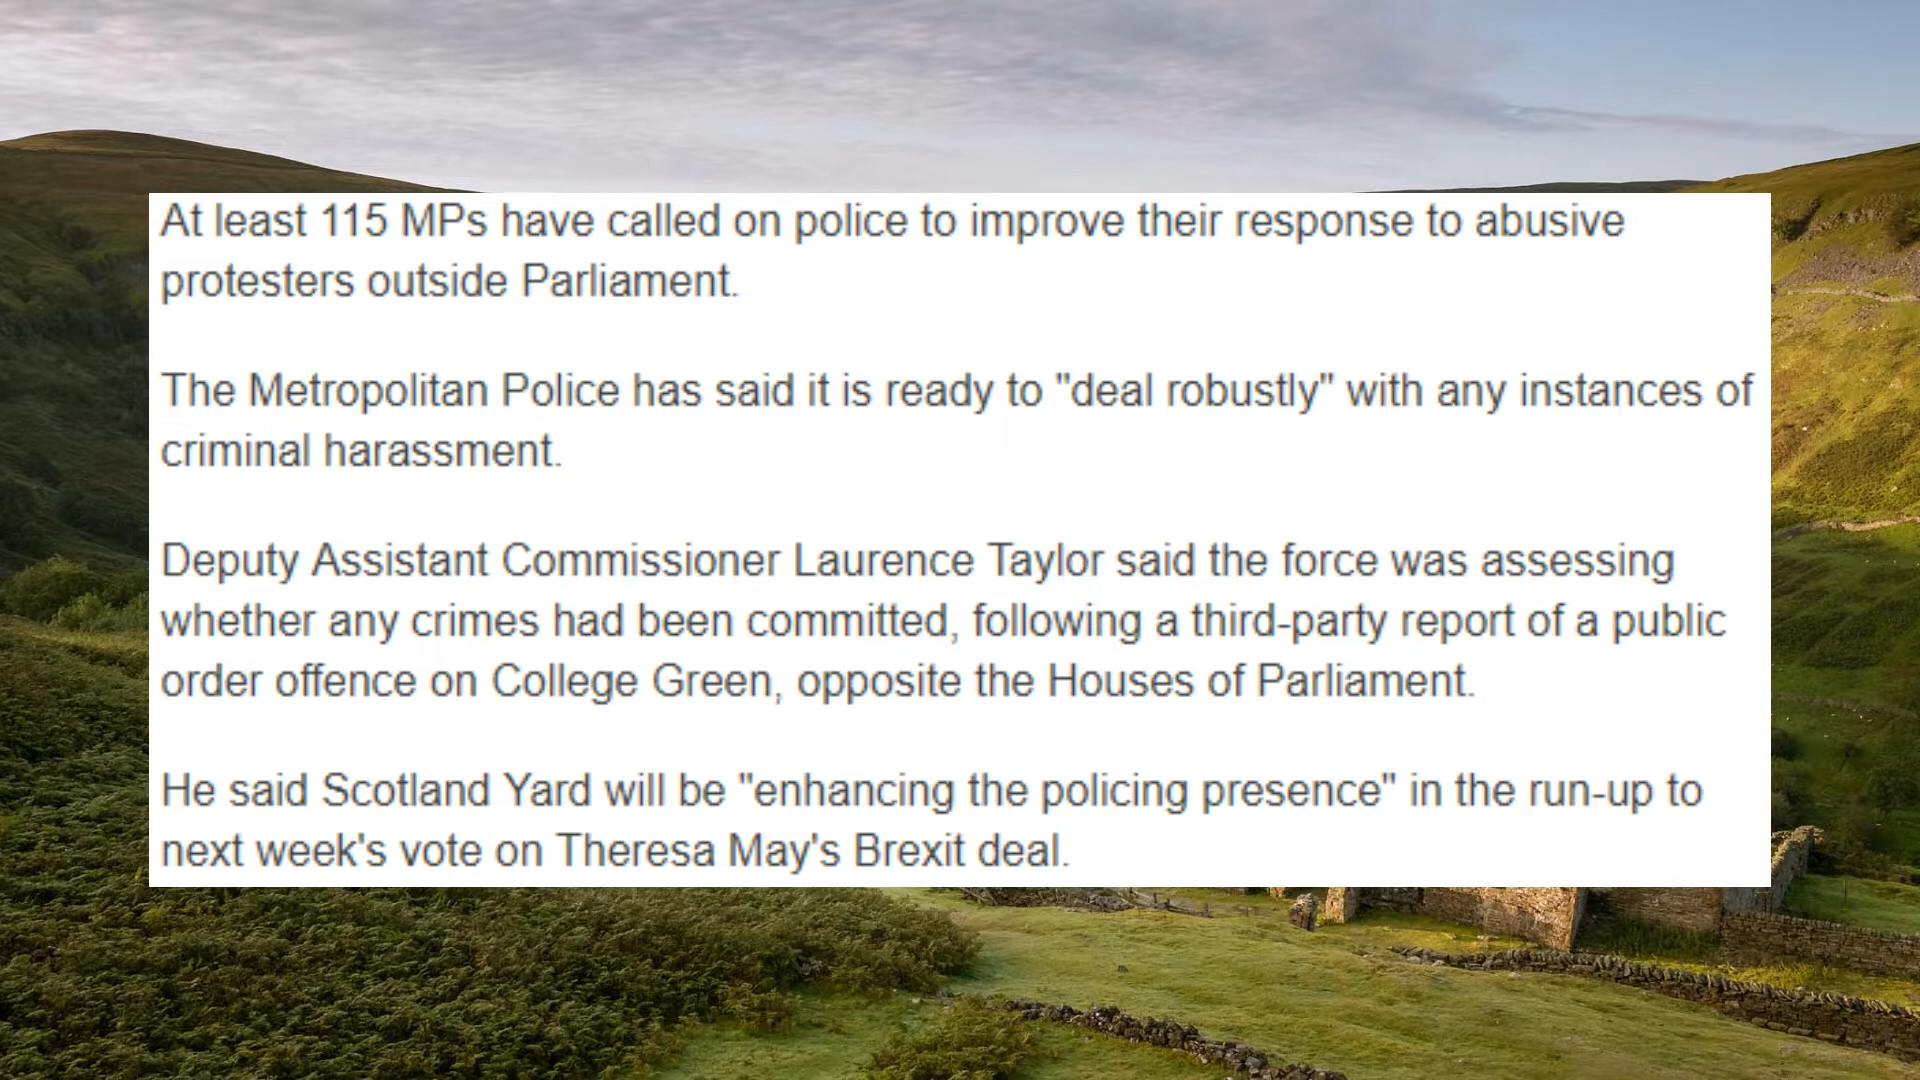 At least 115 MPs have called on police to improve their response to abusive
protesters outside Parliament.
The Metropolitan Police has said it is ready to "deal robustly" with any instances of
criminal harassment.
Deputy Assistant Commissioner Laurence Taylor said the force was assessing
whether any crimes had been committed, following a third-party report of a public
order offence on College Green, opposite the Houses of Parliament.
He said Scotland Yard will be "enhancing the policing presence" in the run-up to
next week's vote on Theresa May's Brexit deal.